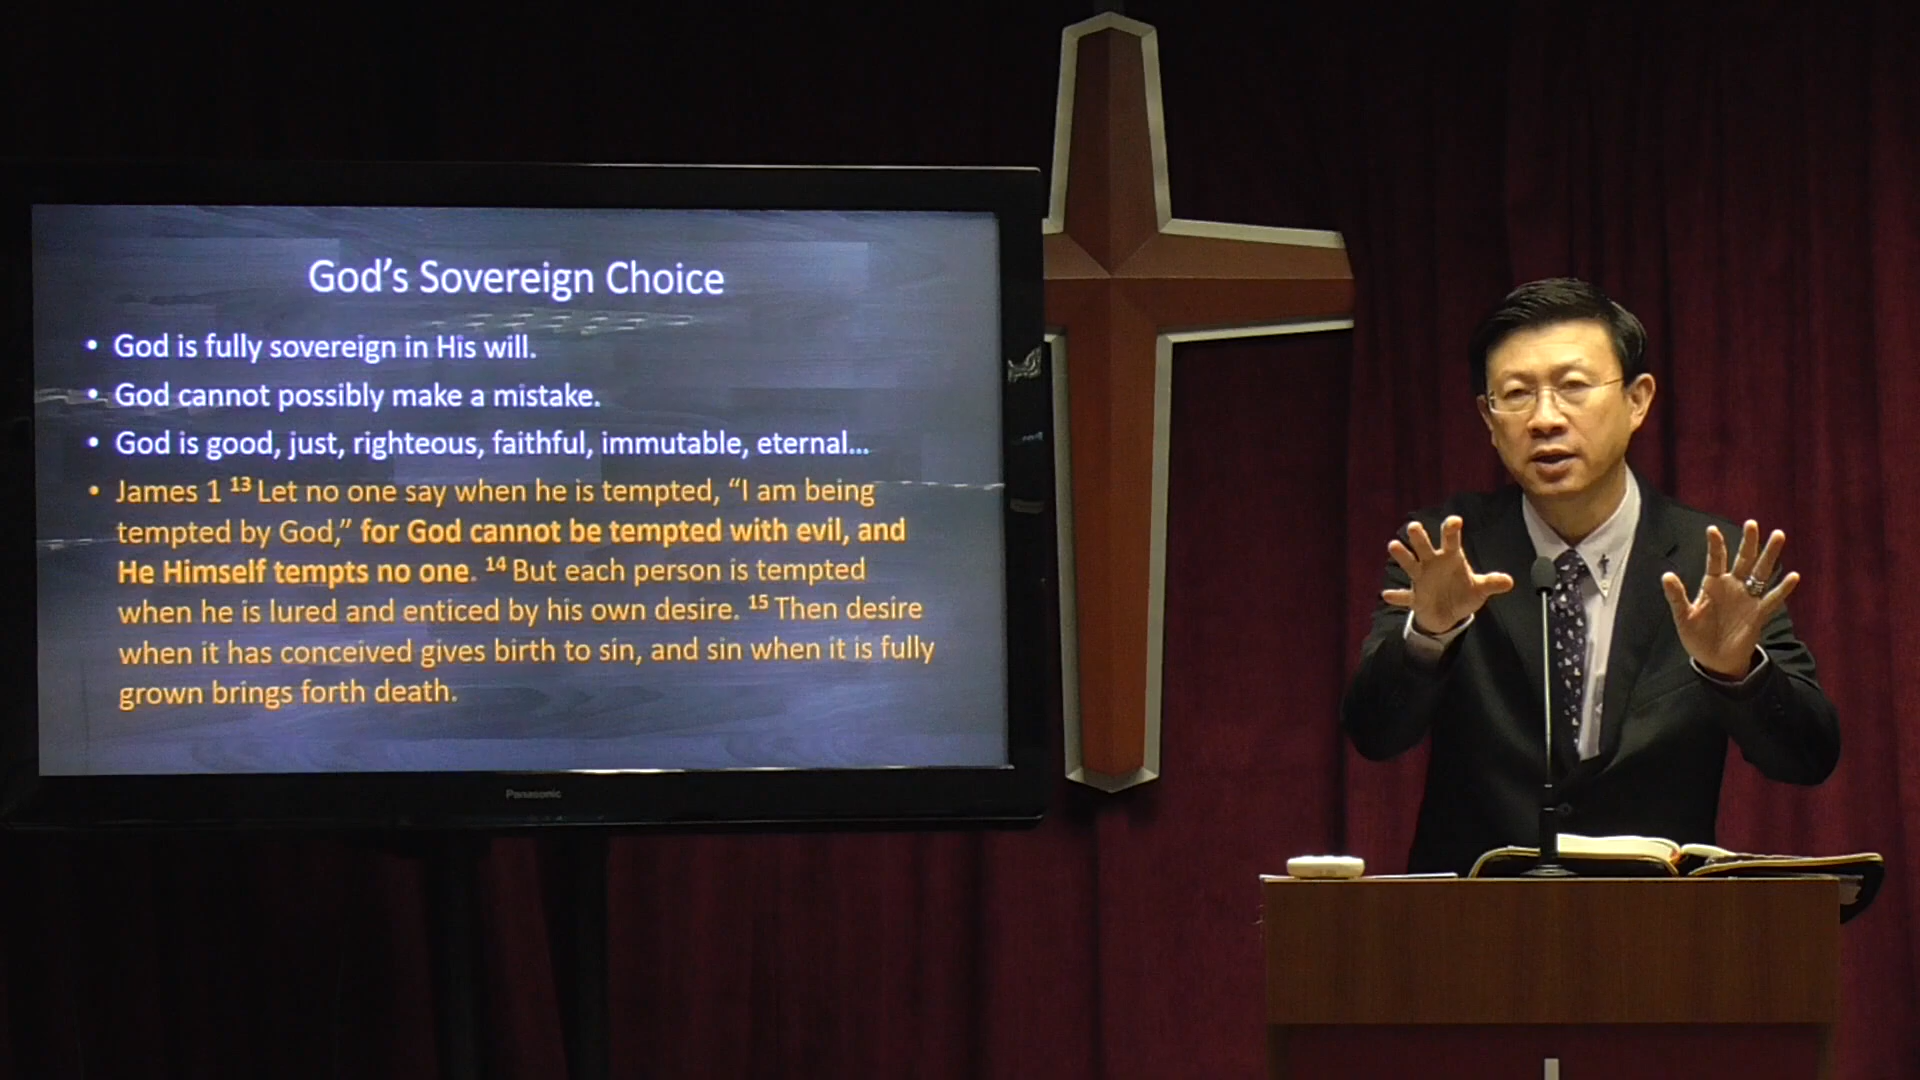 God’s Sovereign Choice
• God is fully sovereign in His will.
• God cannot possibly make a mistake.
• God is good, just, righteous, faithful, immutable, eternal…
• James 1 ¹³ Let no one say when he is tempted, “I am being
tempted by God,” for God cannot be tempted with evil, and
He Himself tempts no one. ¹⁴ But each person is tempted
when he is lured and enticed by his own desire. ¹⁵ Then desire
when it has conceived gives birth to sin, and sin when it is fully
grown brings forth death.
Panasonic